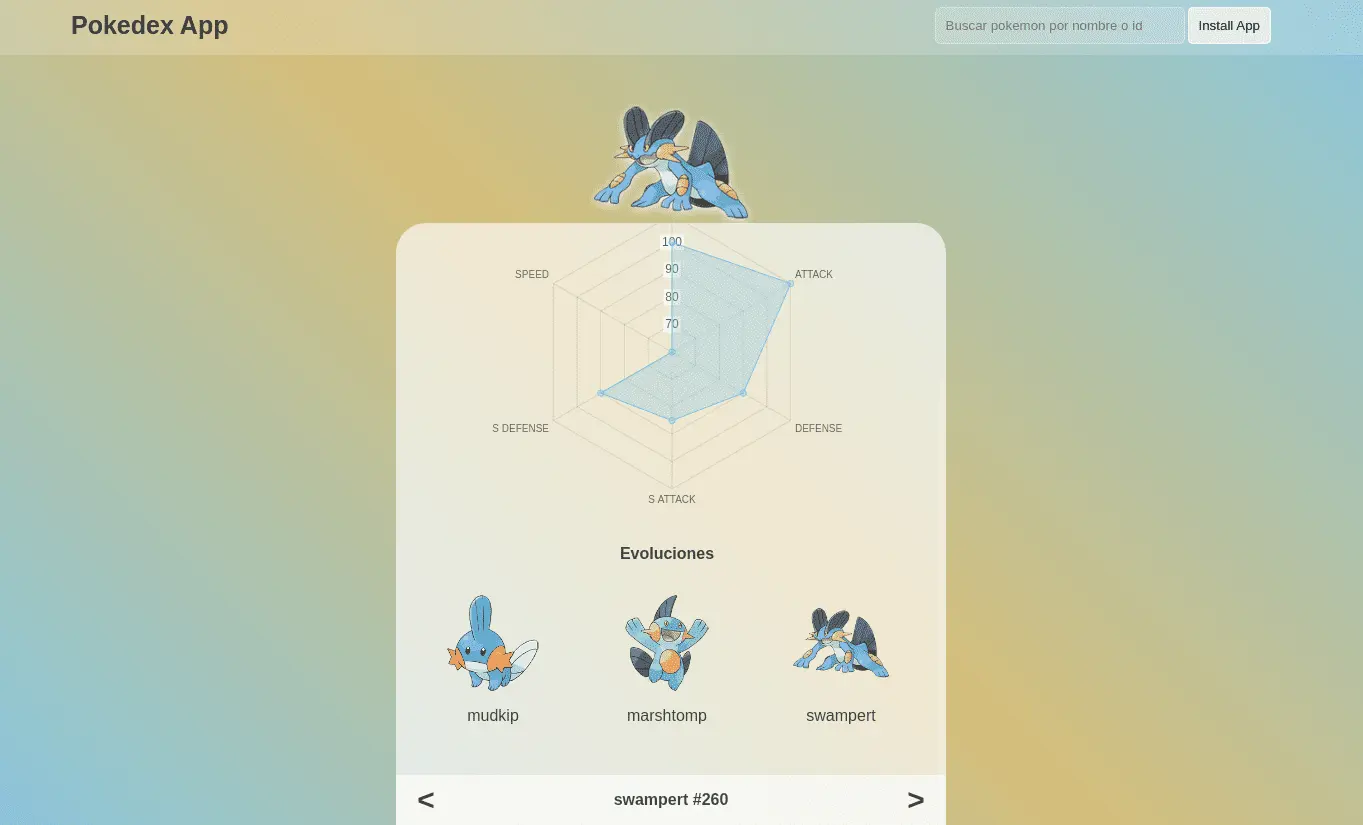 Pokedex App
Buscar pokemon por nombre o id
Install App
100
90
80
70
SPEED
ATTACK
S DEFENSE
DEFENSE
S ATTACK
Evoluciones
mudkip
marshtomp
swampert
<
swampert #260
>